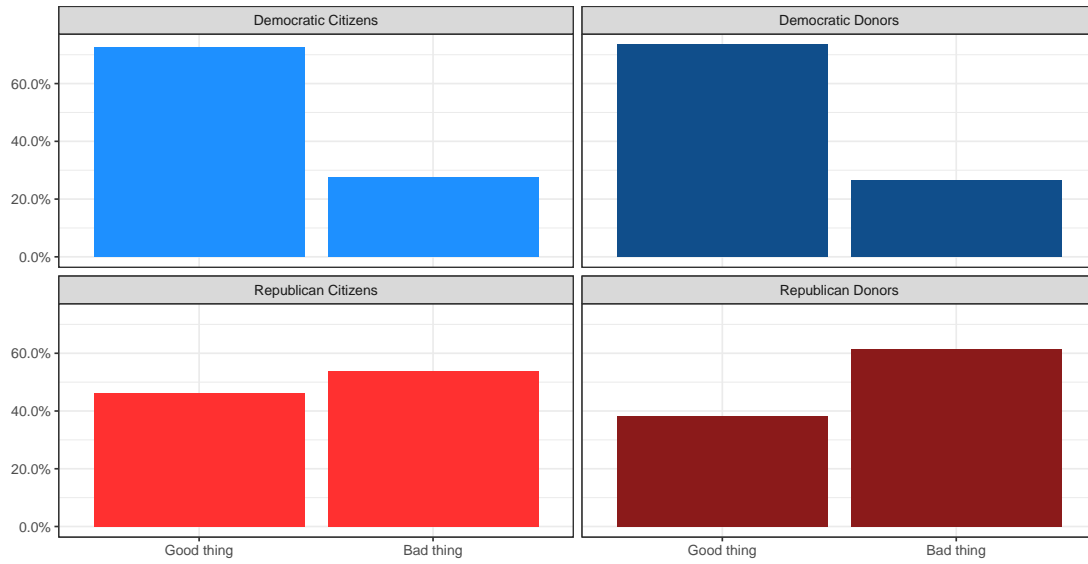 Democratic Citizens
Democratic Donors
60.0%
40.0%
20.0%
0.0%
Republican Citizens
Republican Donors
60.0%
40.0%
20.0%
0.0%
Good thing
Bad thing
Good thing
Bad thing